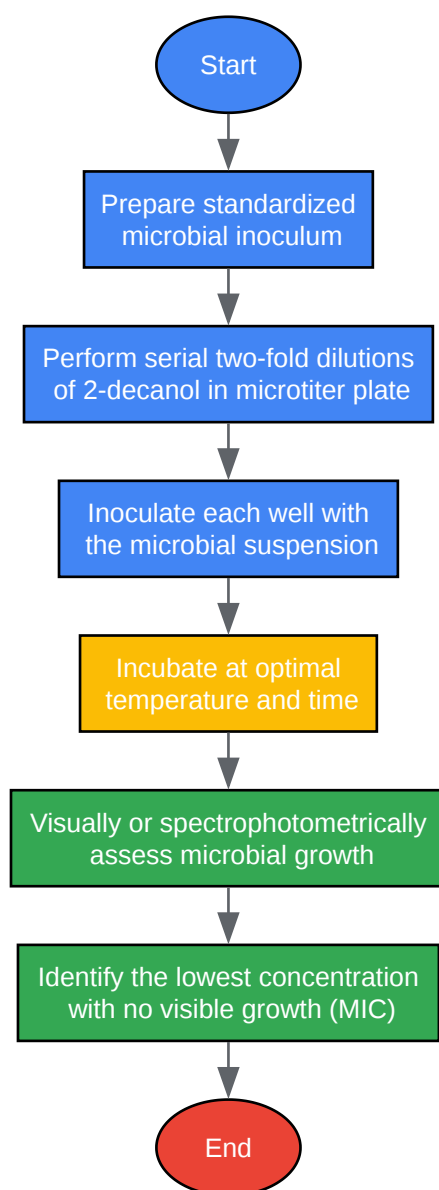 Start
Prepare standardized
microbial inoculum
Perform serial two-fold dilutions
of 2-decanol in microtiter plate
Inoculate each well with
the microbial suspension
Incubate at optimal
temperature and time
Visually or spectrophotometrically
assess microbial growth
Identify the lowest concentration
with no visible growth (MIC)
End